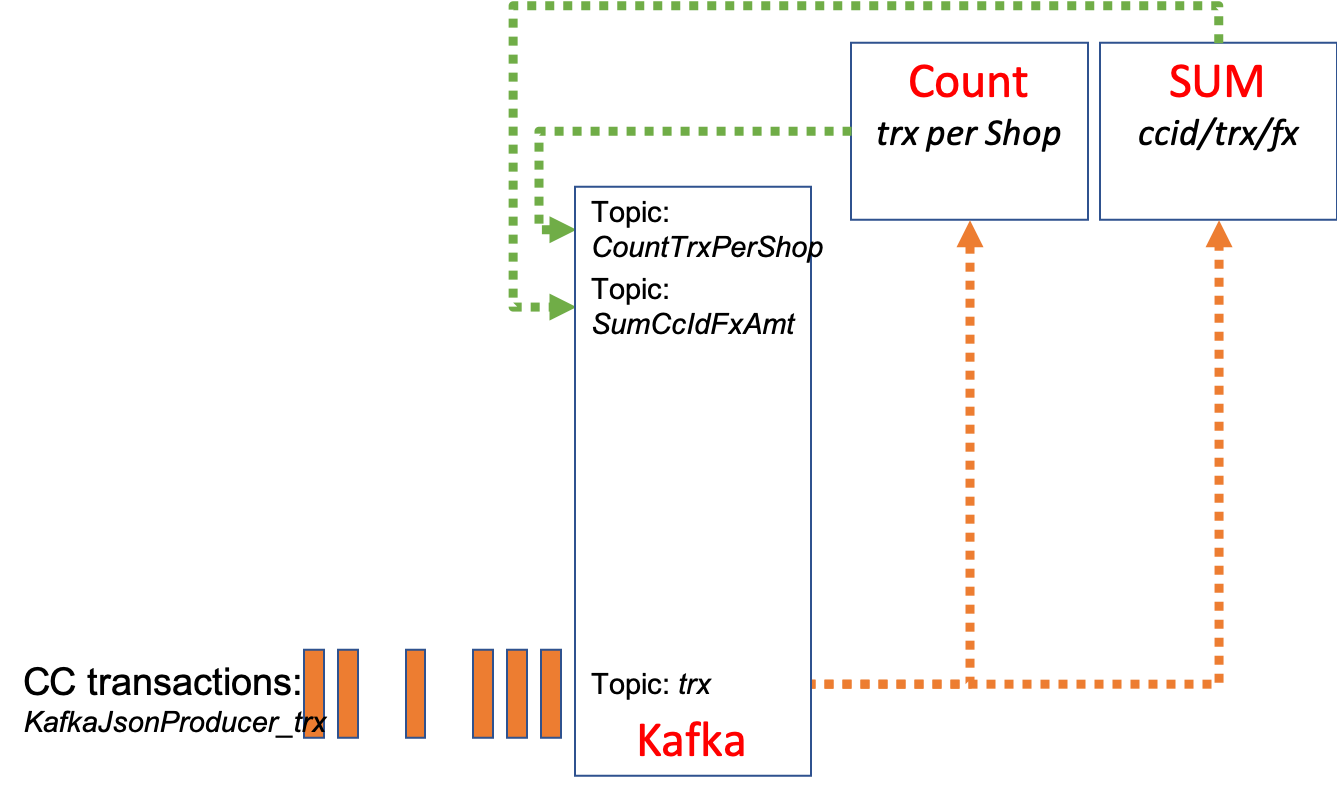 Count
trx per Shop
SUM
ccid/trx/fx
Topic:
CountTrxPerShop
Topic:
SumCcIdFxAmt
CC transactions:
KafkaJsonProducer_trx
Topic: trx
Kafka